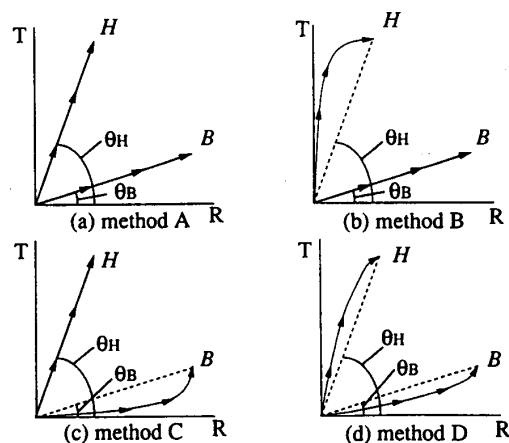 T
H
θH
B
θB
R
(a) method A
T
H
θH
B
θB
R
(b) method B
T
H
θH
B
θB
R
(c) method C
T
H
θH
B
θB
R
(d) method D